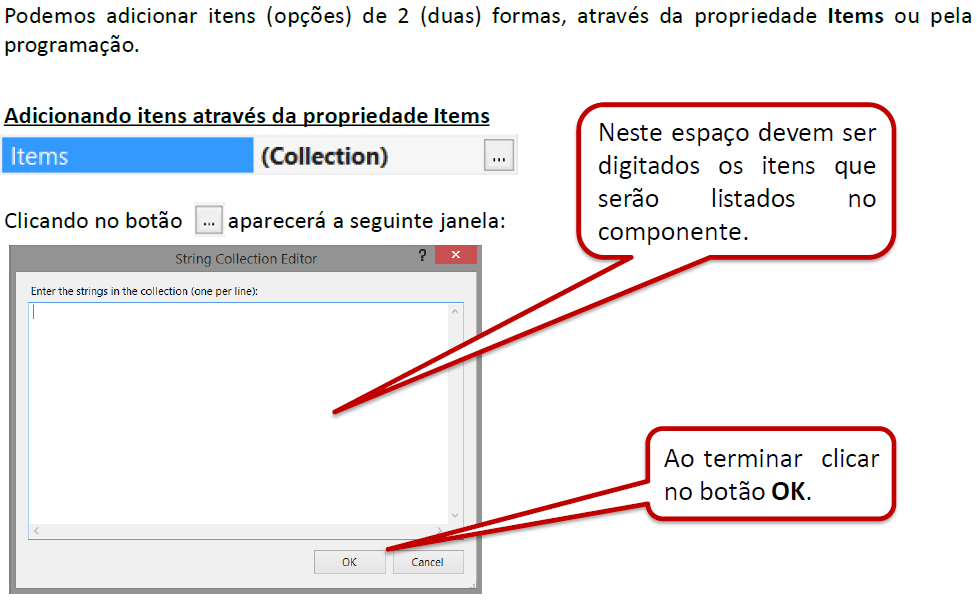 Podemos adicionar itens (opções) de 2 (duas) formas, através da propriedade Items ou pela
programação.
Adicionando itens através da propriedade Items
Items (Collection) ...
Neste espaço devem ser
digitados os itens que
serão listados no
componente.
Clicando no botão ... aparecerá a seguinte janela:
String Collection Editor ? ×
Enter the strings in the collection (one per line):
Ao terminar clicar
no botão OK.
OK Cancel